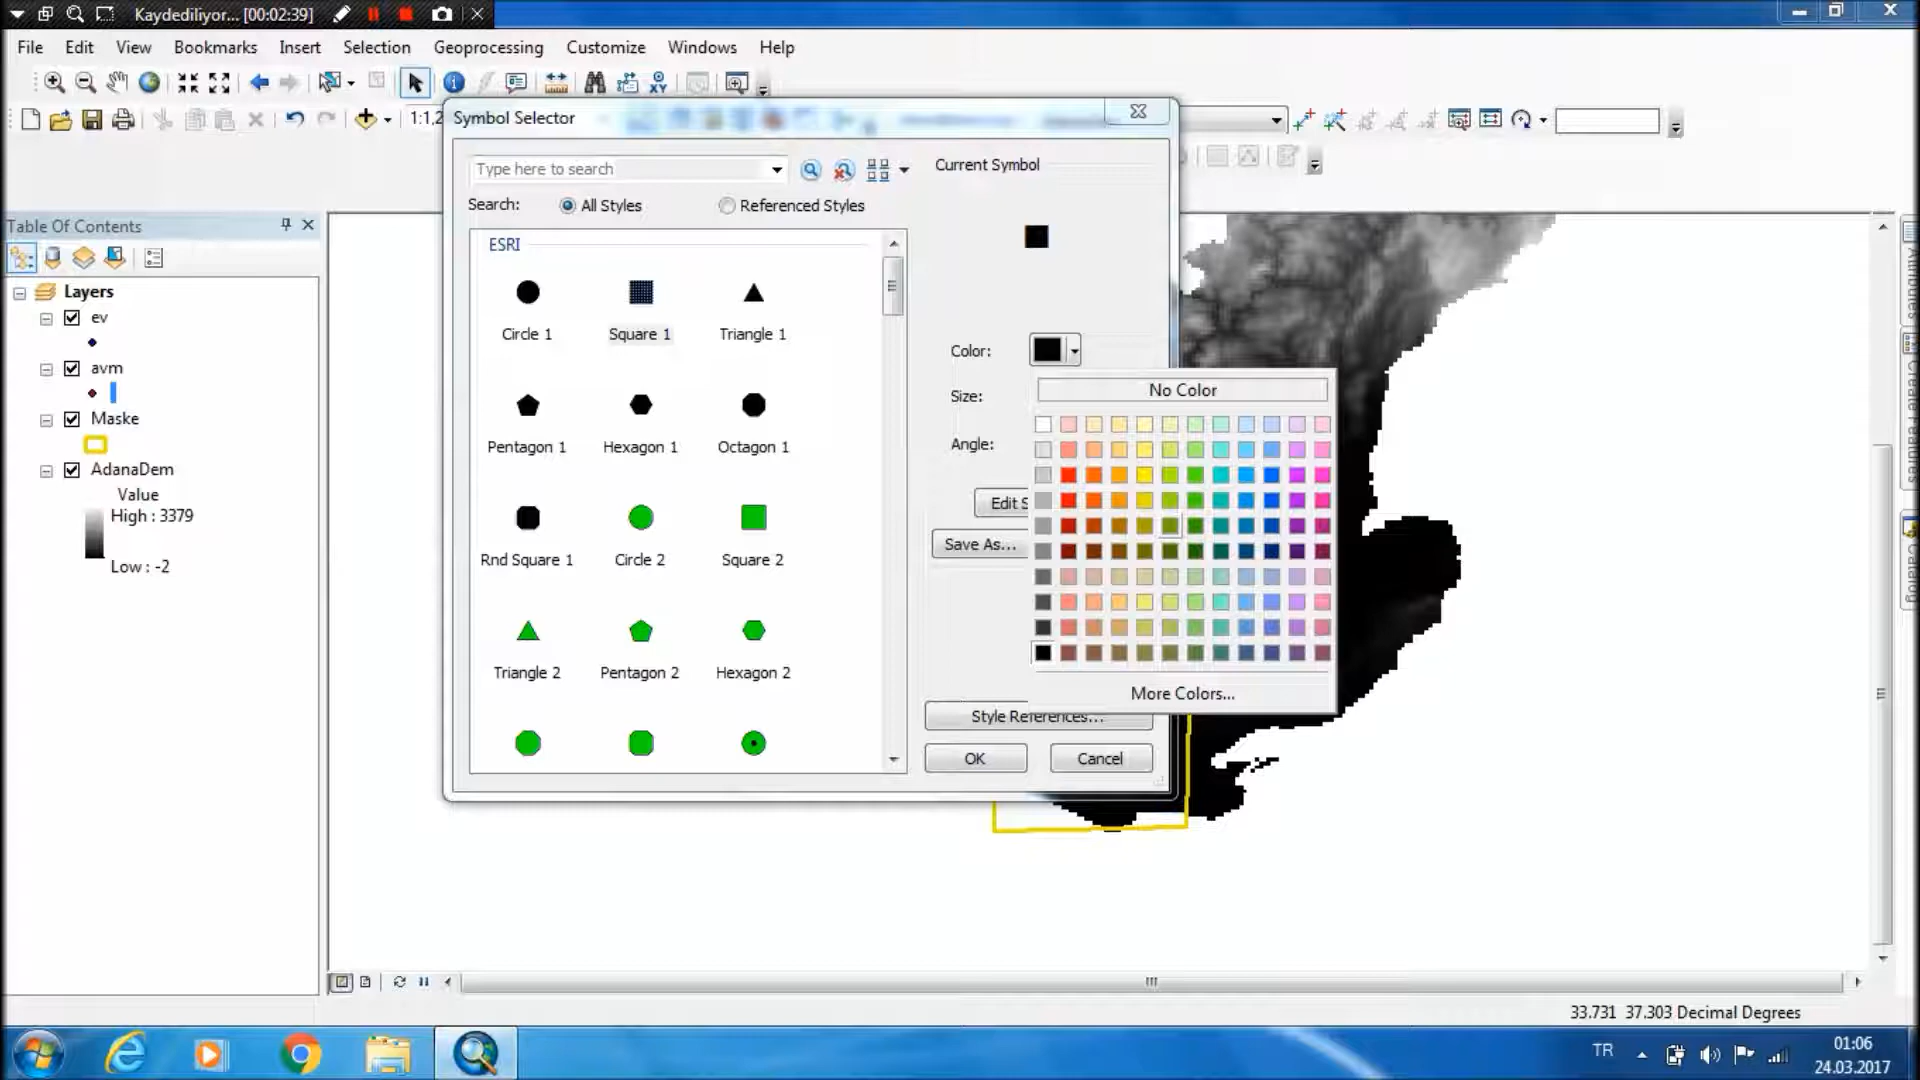 Kaydediliyor... [00:02:39]
File Edit View Bookmarks Insert Selection Geoprocessing Customize Windows Help
1:1,2
Symbol Selector
Type here to search
Current Symbol
Search: All Styles Referenced Styles
Table Of Contents
ESRI
Layers
ev
avm
Maske
AdanaDem
Value
High : 3379
Low : -2
Circle 1 Square 1 Triangle 1
Pentagon 1 Hexagon 1 Octagon 1
Rnd Square 1 Circle 2 Square 2
Triangle 2 Pentagon 2 Hexagon 2
Color:
Size:
Angle:
No Color
Edit S
Save As...
More Colors...
Style References...
OK Cancel
Attributes
Create Features
Catalog
33.731 37.303 Decimal Degrees
TR
01:06
24.03.2017